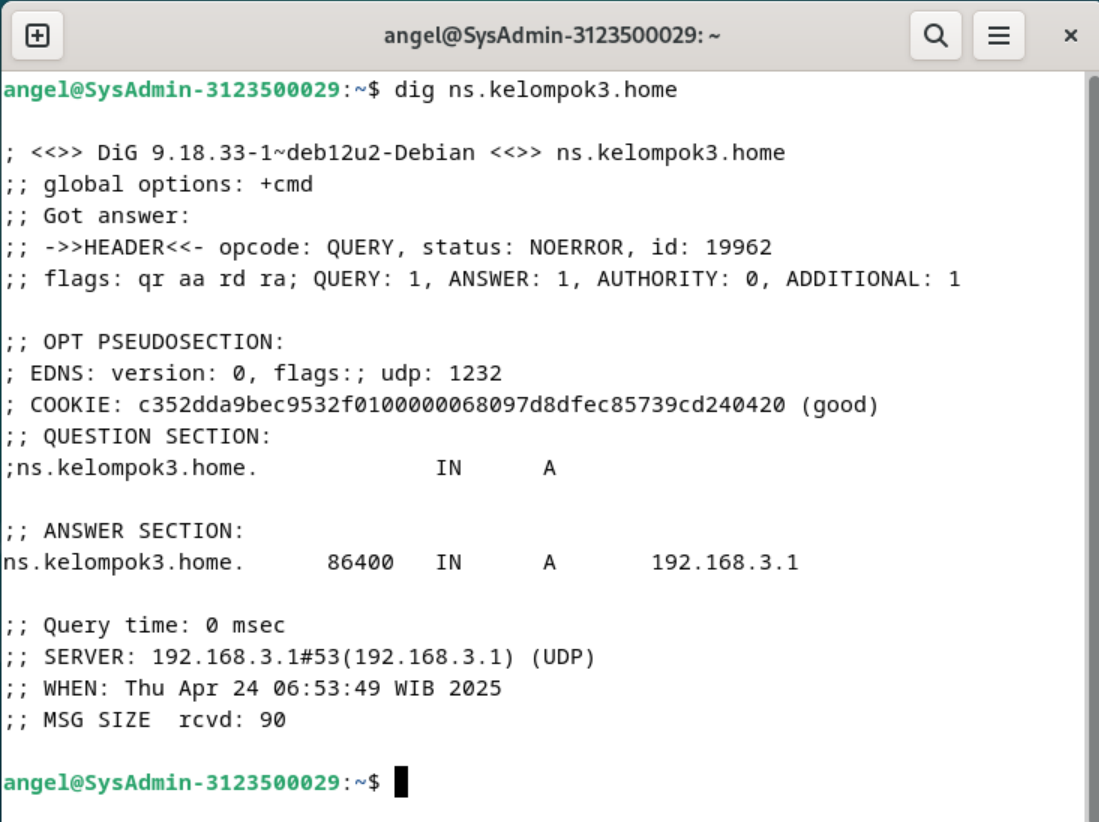 angel@SysAdmin-3123500029: ~
angel@SysAdmin-3123500029:~$ dig ns.kelompok3.home
; <<>> DiG 9.18.33-1~deb12u2-Debian <<>> ns.kelompok3.home
;; global options: +cmd
;; Got answer:
;; ->>HEADER<<- opcode: QUERY, status: NOERROR, id: 19962
;; flags: qr aa rd ra; QUERY: 1, ANSWER: 1, AUTHORITY: 0, ADDITIONAL: 1
;; OPT PSEUDOSECTION:
; EDNS: version: 0, flags:; udp: 1232
; COOKIE: c352dda9bec9532f0100000068097d8dfec85739cd240420 (good)
;; QUESTION SECTION:
;ns.kelompok3.home. IN A
;; ANSWER SECTION:
ns.kelompok3.home. 86400 IN A 192.168.3.1
;; Query time: 0 msec
;; SERVER: 192.168.3.1#53(192.168.3.1) (UDP)
;; WHEN: Thu Apr 24 06:53:49 WIB 2025
;; MSG SIZE rcvd: 90
angel@SysAdmin-3123500029:~$